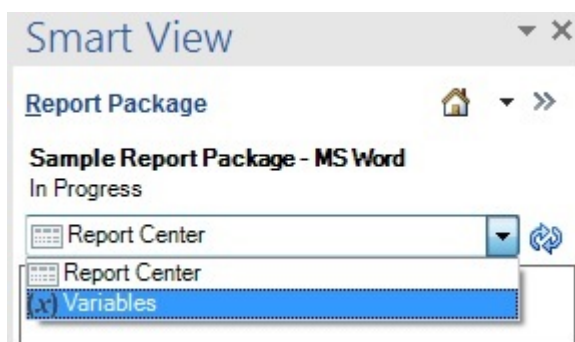 Smart View
Report Package
Sample Report Package - MS Word
In Progress
Report Center
Report Center
(x) Variables